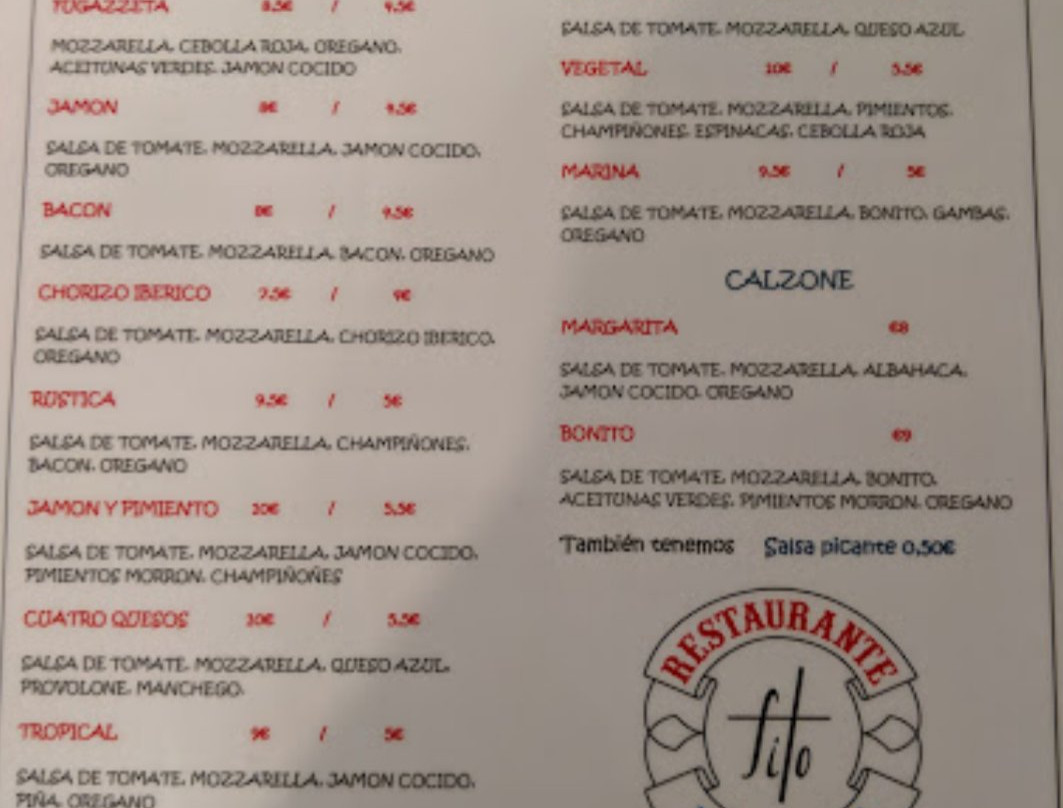 FUGAZZETA 8.5€ / 4.5€
MOZZARELLA, CEBOLLA ROJA, OREGANO,
ACEITUNAS VERDES, JAMON COCIDO
JAMON 8€ / 4.5€
SALSA DE TOMATE, MOZZARELLA, JAMON COCIDO,
OREGANO
BACON 8€ / 4.5€
SALSA DE TOMATE, MOZZARELLA, BACON, OREGANO
CHORIZO IBERICO 7.5€ / 4€
SALSA DE TOMATE, MOZZARELLA, CHORIZO IBERICO,
OREGANO
RUSTICA 9.5€ / 5€
SALSA DE TOMATE, MOZZARELLA, CHAMPIÑONES,
BACON, OREGANO
JAMON Y PIMIENTO 10€ / 5.5€
SALSA DE TOMATE, MOZZARELLA, JAMON COCIDO,
PIMIENTOS MORRON, CHAMPIÑOÑES
CUATRO QUESOS 10€ / 5.5€
SALSA DE TOMATE, MOZZARELLA, QUESO AZUL,
PROVOLONE, MANCHEGO,
TROPICAL 9€ / 5€
SALSA DE TOMATE, MOZZARELLA, JAMON COCIDO,
PIÑA, OREGANO
SALSA DE TOMATE, MOZZARELLA, QUESO AZUL
VEGETAL 10€ / 5.5€
SALSA DE TOMATE, MOZZARELLA, PIMIENTOS,
CHAMPIÑONES, ESPINACAS, CEBOLLA ROJA
MARINA 9.5€ / 5€
SALSA DE TOMATE, MOZZARELLA, BONITO, GAMBAS,
OREGANO
CALZONE
MARGARITA €8
SALSA DE TOMATE, MOZZARELLA, ALBAHACA,
JAMON COCIDO, OREGANO
BONITO €9
SALSA DE TOMATE, MOZZARELLA, BONITO,
ACEITUNAS VERDES, PIMIENTOS MORRON, OREGANO
También tenemos Salsa picante 0,50€
RESTAURANTE
fito